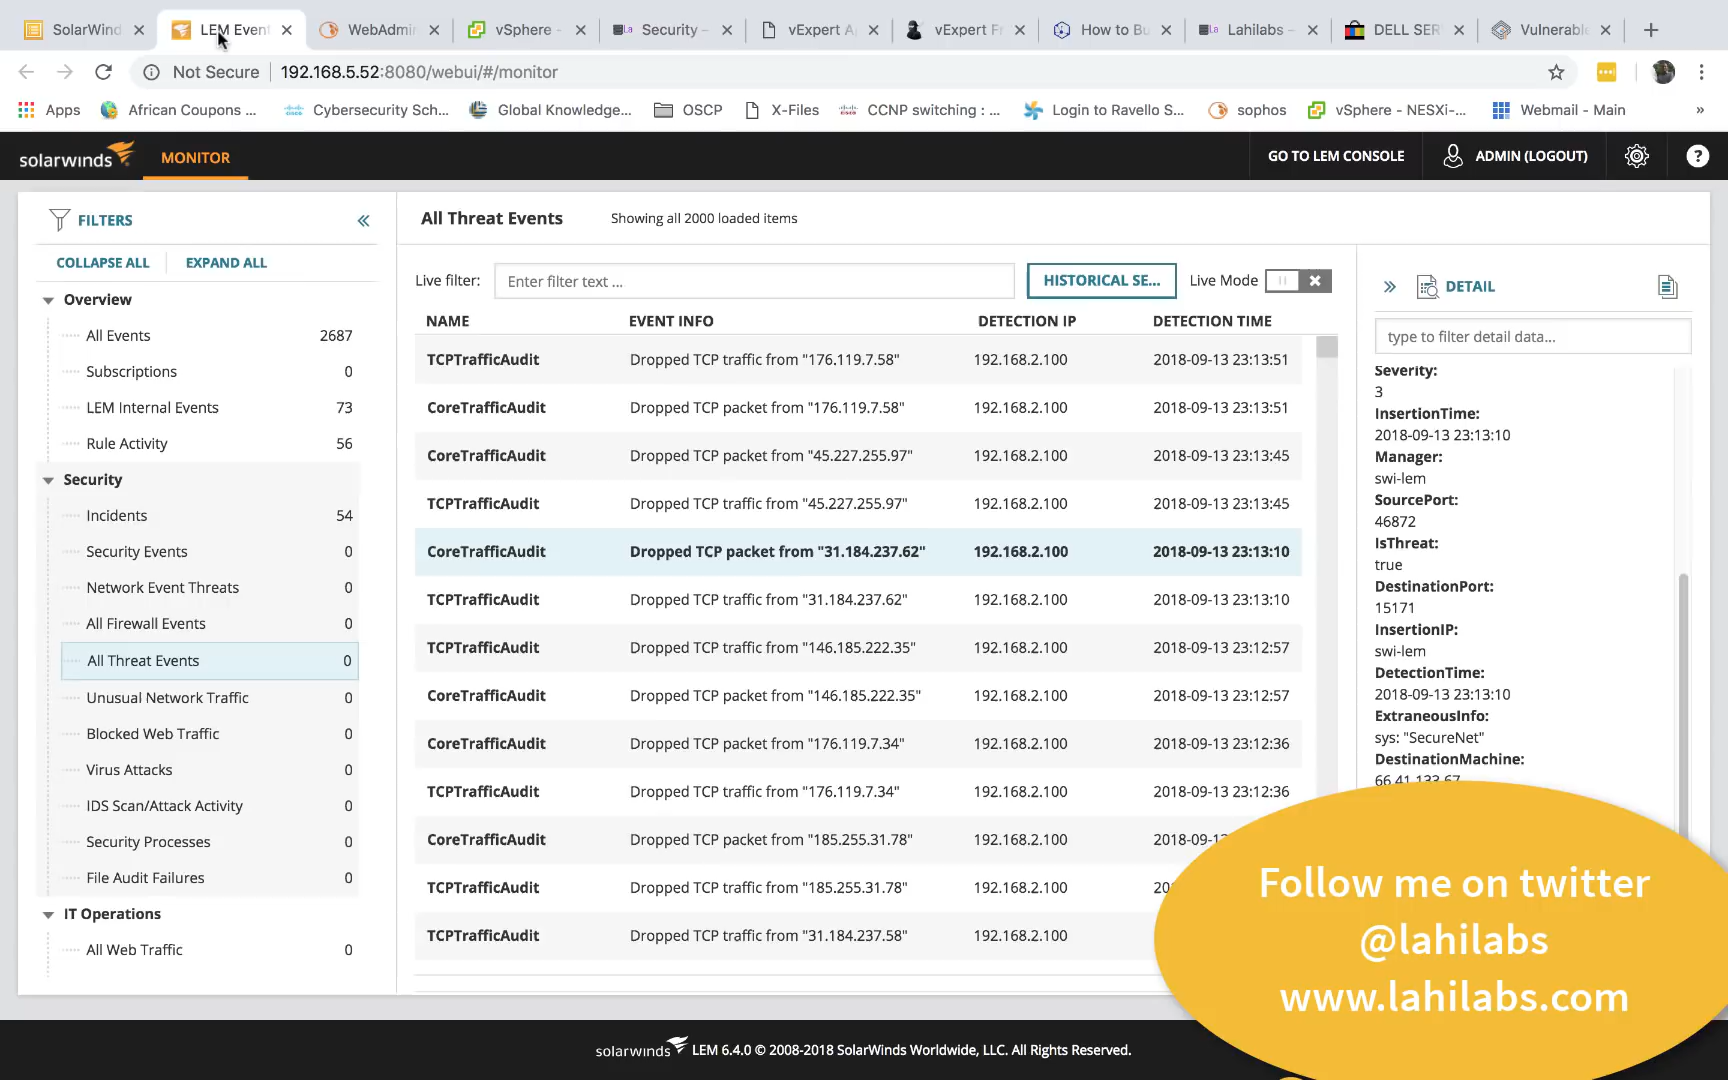 SolarWind
LEM Event
WebAdmi
vSphere -
Security -
vExpert A
vExpert F
How to Bu
Lahilabs -
DELL SER
Vulnerable
Not Secure
192.168.5.52:8080/webui/#/monitor
Apps
African Coupons ...
Cybersecurity Sch...
Global Knowledge...
OSCP
X-Files
CCNP switching : ...
Login to Ravello S...
sophos
vSphere - NESXi-...
Webmail - Main
»
solarwinds
MONITOR
GO TO LEM CONSOLE
ADMIN (LOGOUT)
?
FILTERS
COLLAPSE ALL
EXPAND ALL
Overview
All Events 2687
Subscriptions 0
LEM Internal Events 73
Rule Activity 56
Security
Incidents 54
Security Events 0
Network Event Threats 0
All Firewall Events 0
All Threat Events 0
Unusual Network Traffic 0
Blocked Web Traffic 0
Virus Attacks 0
IDS Scan/Attack Activity 0
Security Processes 0
File Audit Failures 0
IT Operations
All Web Traffic 0
All Threat Events Showing all 2000 loaded items
Live filter: Enter filter text ... HISTORICAL SE... Live Mode
NAME EVENT INFO DETECTION IP DETECTION TIME
TCPTrafficAudit Dropped TCP traffic from "176.119.7.58" 192.168.2.100 2018-09-13 23:13:51
CoreTrafficAudit Dropped TCP packet from "176.119.7.58" 192.168.2.100 2018-09-13 23:13:51
CoreTrafficAudit Dropped TCP packet from "45.227.255.97" 192.168.2.100 2018-09-13 23:13:45
TCPTrafficAudit Dropped TCP traffic from "45.227.255.97" 192.168.2.100 2018-09-13 23:13:45
CoreTrafficAudit Dropped TCP packet from "31.184.237.62" 192.168.2.100 2018-09-13 23:13:10
TCPTrafficAudit Dropped TCP traffic from "31.184.237.62" 192.168.2.100 2018-09-13 23:13:10
TCPTrafficAudit Dropped TCP traffic from "146.185.222.35" 192.168.2.100 2018-09-13 23:12:57
CoreTrafficAudit Dropped TCP packet from "146.185.222.35" 192.168.2.100 2018-09-13 23:12:57
CoreTrafficAudit Dropped TCP packet from "176.119.7.34" 192.168.2.100 2018-09-13 23:12:36
TCPTrafficAudit Dropped TCP traffic from "176.119.7.34" 192.168.2.100 2018-09-13 23:12:36
CoreTrafficAudit Dropped TCP packet from "185.255.31.78" 192.168.2.100 2018-09-1
TCPTrafficAudit Dropped TCP traffic from "185.255.31.78" 192.168.2.100 20
TCPTrafficAudit Dropped TCP traffic from "31.184.237.58" 192.168.2.100
DETAIL
type to filter detail data...
Severity:
3
InsertionTime:
2018-09-13 23:13:10
Manager:
swi-lem
SourcePort:
46872
IsThreat:
true
DestinationPort:
15171
InsertionIP:
swi-lem
DetectionTime:
2018-09-13 23:13:10
ExtraneousInfo:
sys: "SecureNet"
DestinationMachine:
66.41.133.67
Follow me on twitter
@lahilabs
www.lahilabs.com
solarwinds LEM 6.4.0 © 2008-2018 SolarWinds Worldwide, LLC. All Rights Reserved.